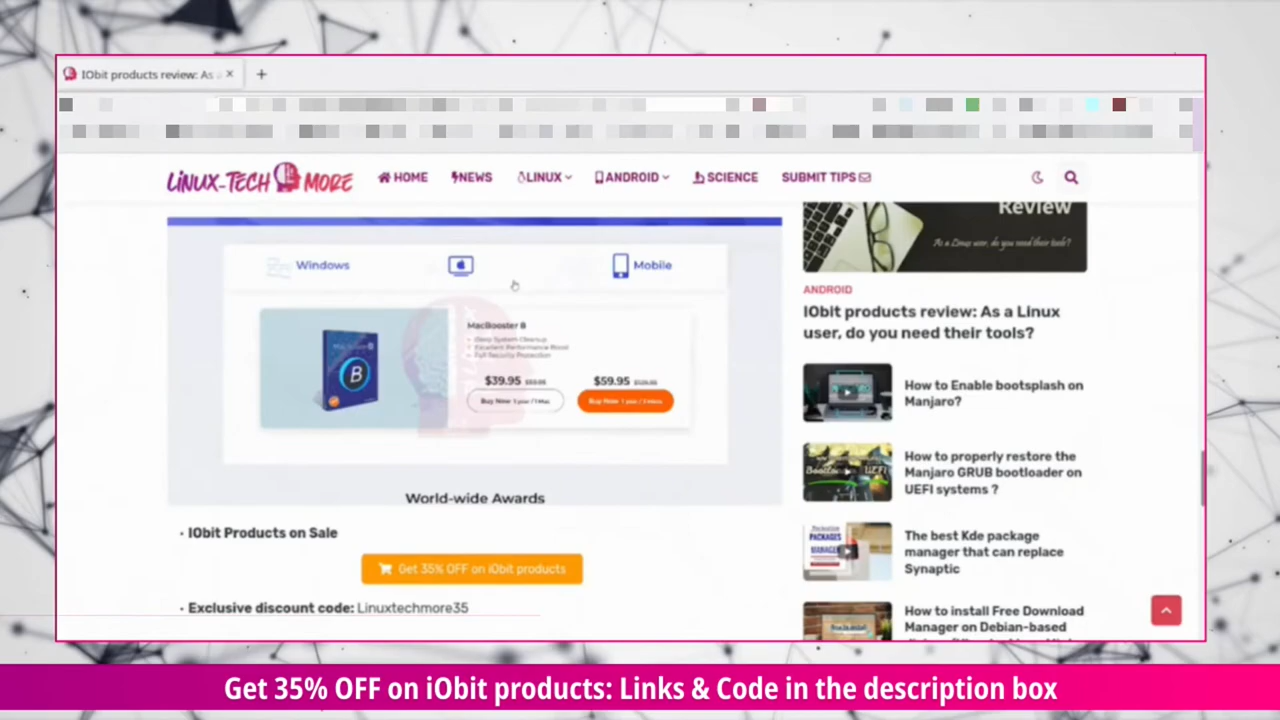 IObit products review: As a
LiNUX-TECH MORE
HOME
NEWS
LINUX
ANDROID
SCIENCE
SUBMIT TIPS
Windows
Mobile
MacBooster 8
Deep System Cleanup
Excellent Performance Boost
Full Security Protection
$39.95
$59.95
Buy Now 1 year /
Buy Now 1 year /
World-wide Awards
· IObit Products on Sale
Get 35% OFF on iObit products
· Exclusive discount code: Linuxtechmore35
Review
As a Linux user, do you need their tools?
ANDROID
IObit products review: As a Linux
user, do you need their tools?
How to Enable bootsplash on
Manjaro?
How to properly restore the
Manjaro GRUB bootloader on
UEFI systems ?
The best Kde package
manager that can replace
Synaptic
How to install Free Download
Manager on Debian-based
Get 35% OFF on iObit products: Links & Code in the description box